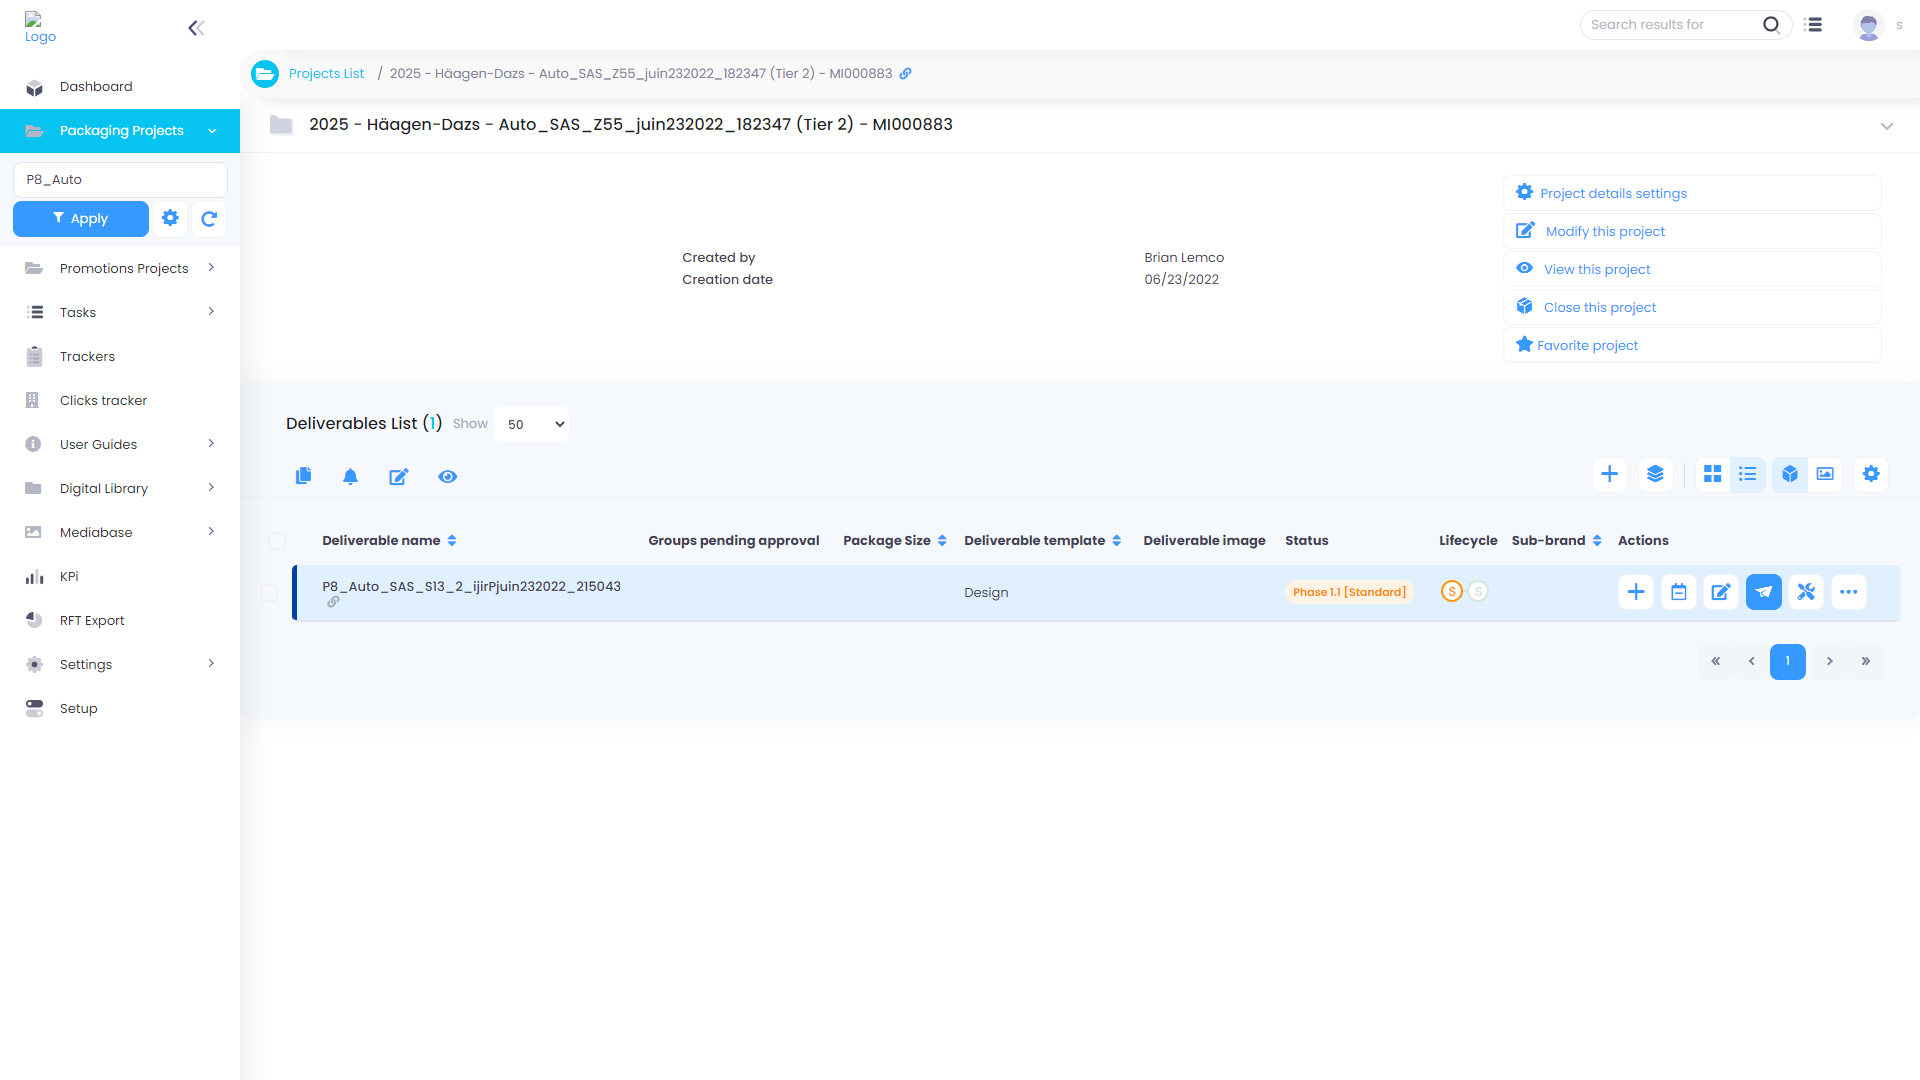 Logo
Search results for
s
Projects List / 2025 - Häagen-Dazs - Auto_SAS_Z55_juin232022_182347 (Tier 2) - MI000883
Dashboard
Packaging Projects
P8_Auto
Apply
Promotions Projects
Tasks
Trackers
Clicks tracker
User Guides
Digital Library
Mediabase
KPi
RFT Export
Settings
Setup
2025 - Häagen-Dazs - Auto_SAS_Z55_juin232022_182347 (Tier 2) - MI000883
Created by Brian Lemco
Creation date 06/23/2022
Project details settings
Modify this project
View this project
Close this project
Favorite project
Deliverables List (1) Show 50
Deliverable name Groups pending approval Package Size Deliverable template Deliverable image Status Lifecycle Sub-brand Actions
P8_Auto_SAS_S13_2_ijirPjuin232022_215043 Design Phase 1.1 [Standard] S S
« ‹ 1 › »